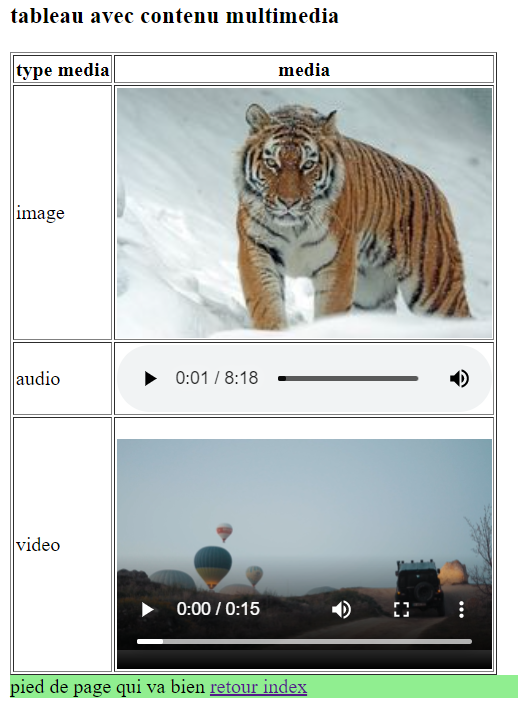 tableau avec contenu multimedia
type media media
image
audio 0:01 / 8:18
video
0:00 / 0:15
pied de page qui va bien retour index